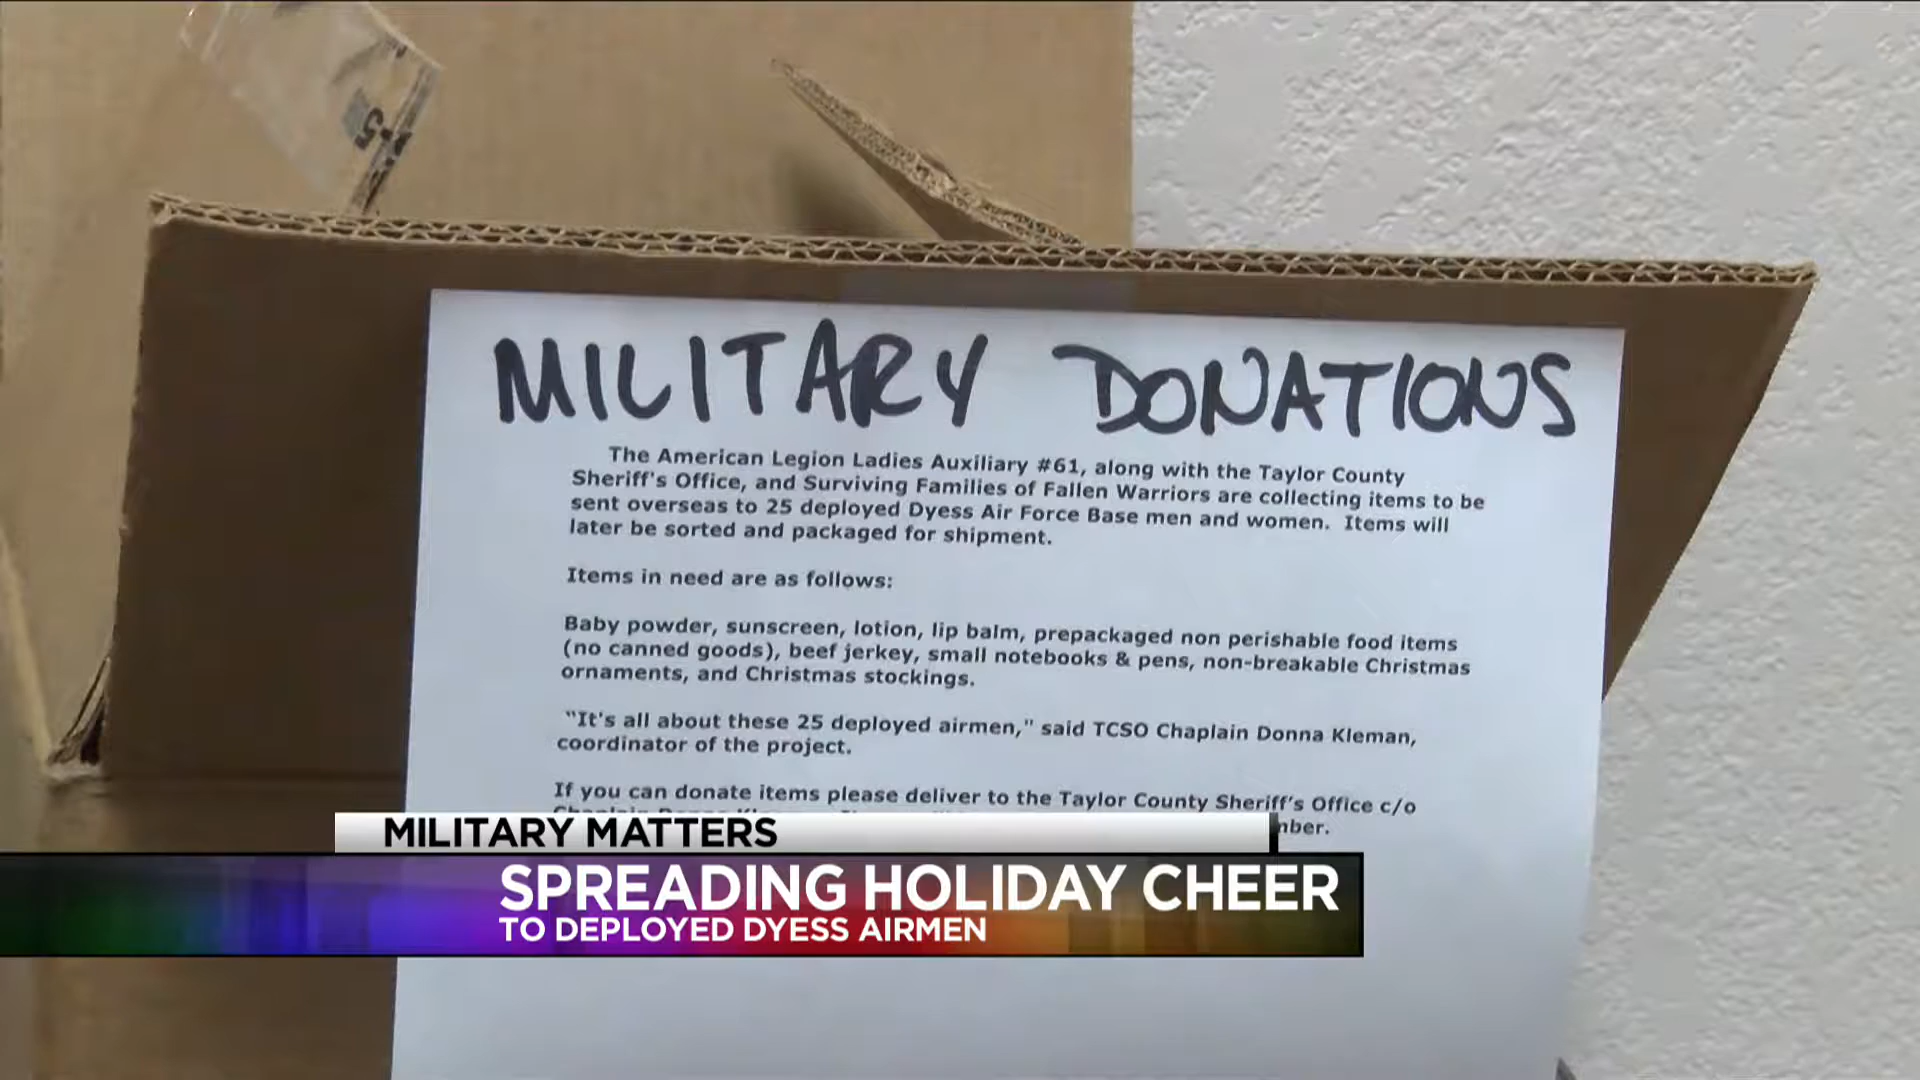 MILITARY DONATIONS
The American Legion Ladies Auxiliary #61, along with the Taylor County
Sheriff's Office, and Surviving Families of Fallen Warriors are collecting items to be
sent overseas to 25 deployed Dyess Air Force Base men and women. Items will
later be sorted and packaged for shipment.
Items in need are as follows:
Baby powder, sunscreen, lotion, lip balm, prepackaged non perishable food items
(no canned goods), beef jerkey, small notebooks & pens, non-breakable Christmas
ornaments, and Christmas stockings.
"It's all about these 25 deployed airmen," said TCSO Chaplain Donna Kleman,
coordinator of the project.
If you can donate items please deliver to the Taylor County Sheriff's Office c/o
MILITARY MATTERS
SPREADING HOLIDAY CHEER
TO DEPLOYED DYESS AIRMEN